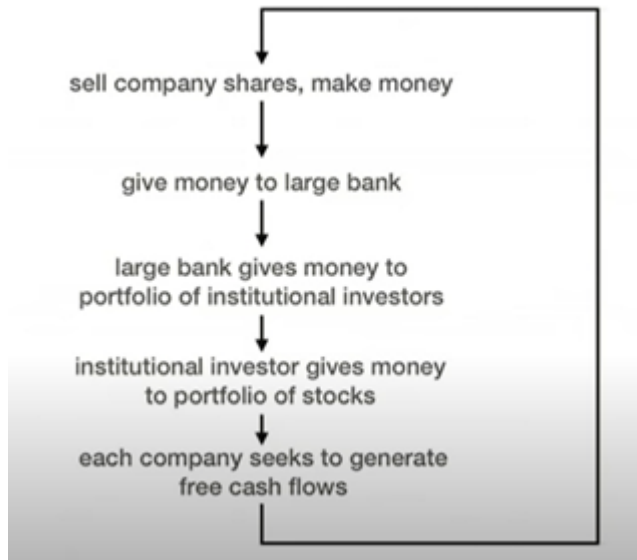 sell company shares, make money
give money to large bank
large bank gives money to
portfolio of institutional investors
institutional investor gives money
to portfolio of stocks
each company seeks to generate
free cash flows